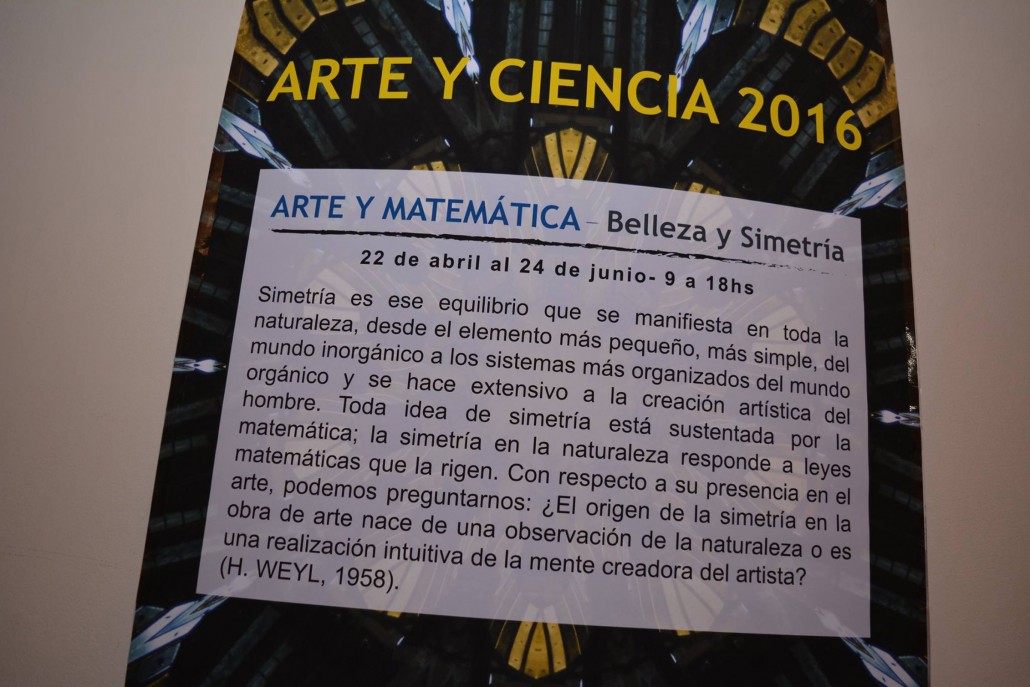 ARTE Y CIENCIA 2016
ARTE Y MATEMÁTICA – Belleza y Simetría
22 de abril al 24 de junio- 9 a 18hs
Simetría es ese equilibrio que se manifiesta en toda la
naturaleza, desde el elemento más pequeño, más simple, del
mundo inorgánico a los sistemas más organizados del mundo
orgánico y se hace extensivo a la creación artística del
hombre. Toda idea de simetría está sustentada por la
matemática; la simetría en la naturaleza responde a leyes
matemáticas que la rigen. Con respecto a su presencia en el
arte, podemos preguntarnos: ¿El origen de la simetría en la
obra de arte nace de una observación de la naturaleza o es
una realización intuitiva de la mente creadora del artista?
(H. WEYL, 1958).